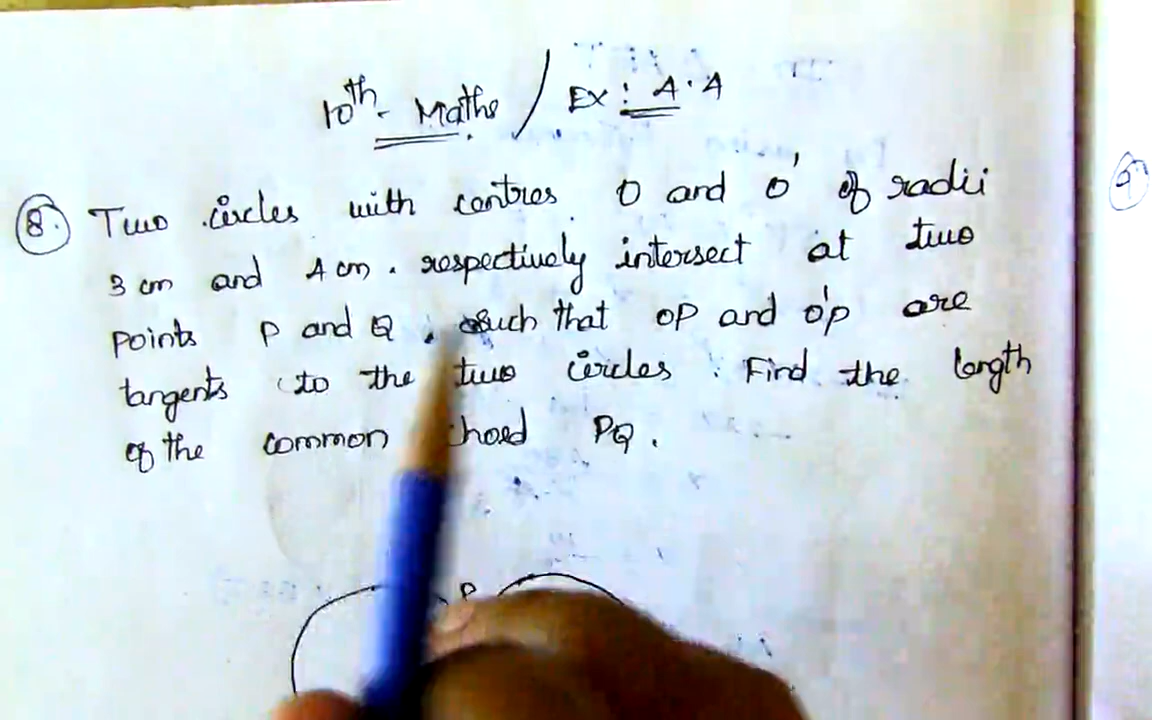 10th - Maths / Ex : 4.4
8. Two circles with centres O and O' of radii
3 cm and 4 cm. respectively intersect at two
points P and Q. such that OP and O'P are
tangents to the two circles. Find the length
of the common chord PQ.
P
9